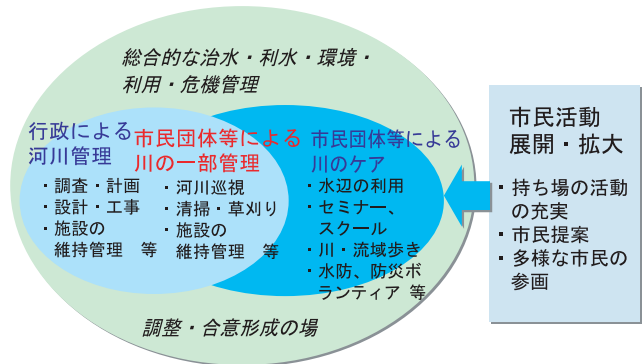 総合的な治水・利水・環境・
利用・危機管理
行政による
河川管理
・調査・計画
・設計・工事
・施設の
維持管理 等
市民団体等による
川の一部管理
・河川巡視
・清掃・草刈り
・施設の
維持管理 等
市民団体等による
川のケア
・水辺の利用
・セミナー、
スクール
・川・流域歩き
・水防、防災ボ
ランティア 等
調整・合意形成の場
市民活動
展開・拡大
・持ち場の活動
の充実
・市民提案
・多様な市民の
参画